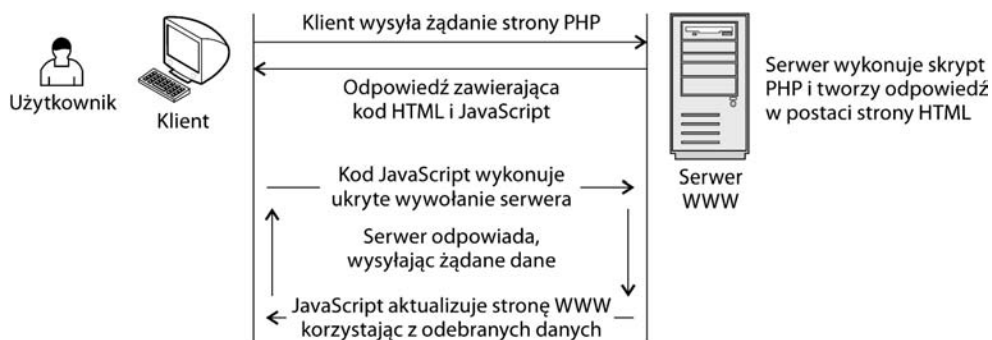 Klient wysyła żądanie strony PHP
Użytkownik
Klient
Odpowiedź zawierająca
kod HTML i JavaScript
Serwer wykonuje skrypt
PHP i tworzy odpowiedź
w postaci strony HTML
Kod JavaScript wykonuje
ukryte wywołanie serwera
Serwer
WWW
Serwer odpowiada,
wysyłając żądane dane
JavaScript aktualizuje stronę WWW
korzystając z odebranych danych